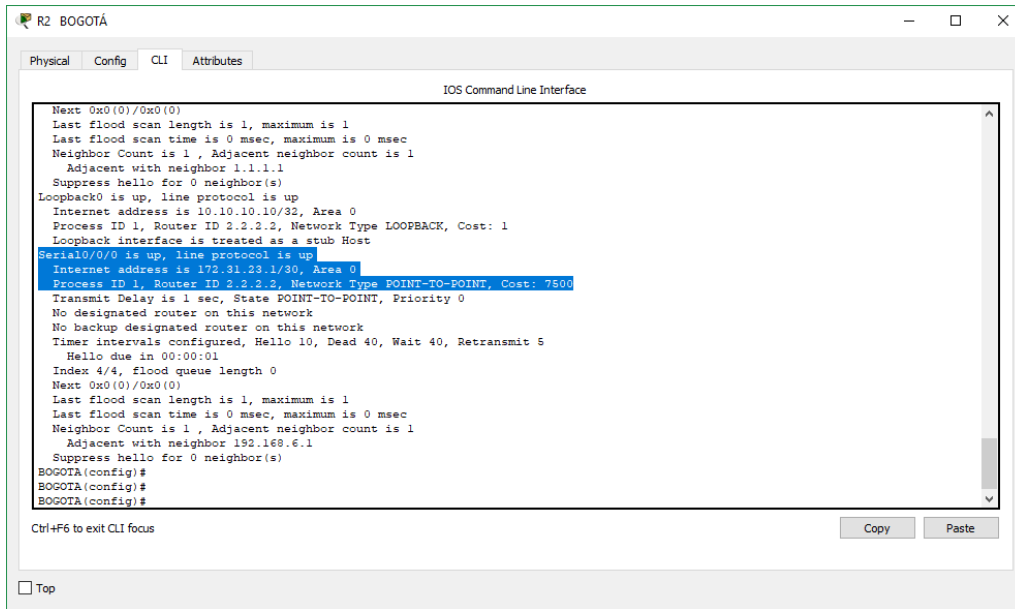 R2 BOGOTÁ
Physical Config CLI Attributes
IOS Command Line Interface
Next 0x0(0)/0x0(0)
Last flood scan length is 1, maximum is 1
Last flood scan time is 0 msec, maximum is 0 msec
Neighbor Count is 1 , Adjacent neighbor count is 1
Adjacent with neighbor 1.1.1.1
Suppress hello for 0 neighbor(s)
Loopback0 is up, line protocol is up
Internet address is 10.10.10.10/32, Area 0
Process ID 1, Router ID 2.2.2.2, Network Type LOOPBACK, Cost: 1
Loopback interface is treated as a stub Host
Serial0/0/0 is up, line protocol is up
Internet address is 172.31.23.1/30, Area 0
Process ID 1, Router ID 2.2.2.2, Network Type POINT-TO-POINT, Cost: 7500
Transmit Delay is 1 sec, State POINT-TO-POINT, Priority 0
No designated router on this network
No backup designated router on this network
Timer intervals configured, Hello 10, Dead 40, Wait 40, Retransmit 5
Hello due in 00:00:01
Index 4/4, flood queue length 0
Next 0x0(0)/0x0(0)
Last flood scan length is 1, maximum is 1
Last flood scan time is 0 msec, maximum is 0 msec
Neighbor Count is 1 , Adjacent neighbor count is 1
Adjacent with neighbor 192.168.6.1
Suppress hello for 0 neighbor(s)
BOGOTA(config)#
BOGOTA(config)#
BOGOTA(config)#
Ctrl+F6 to exit CLI focus
Copy Paste
Top